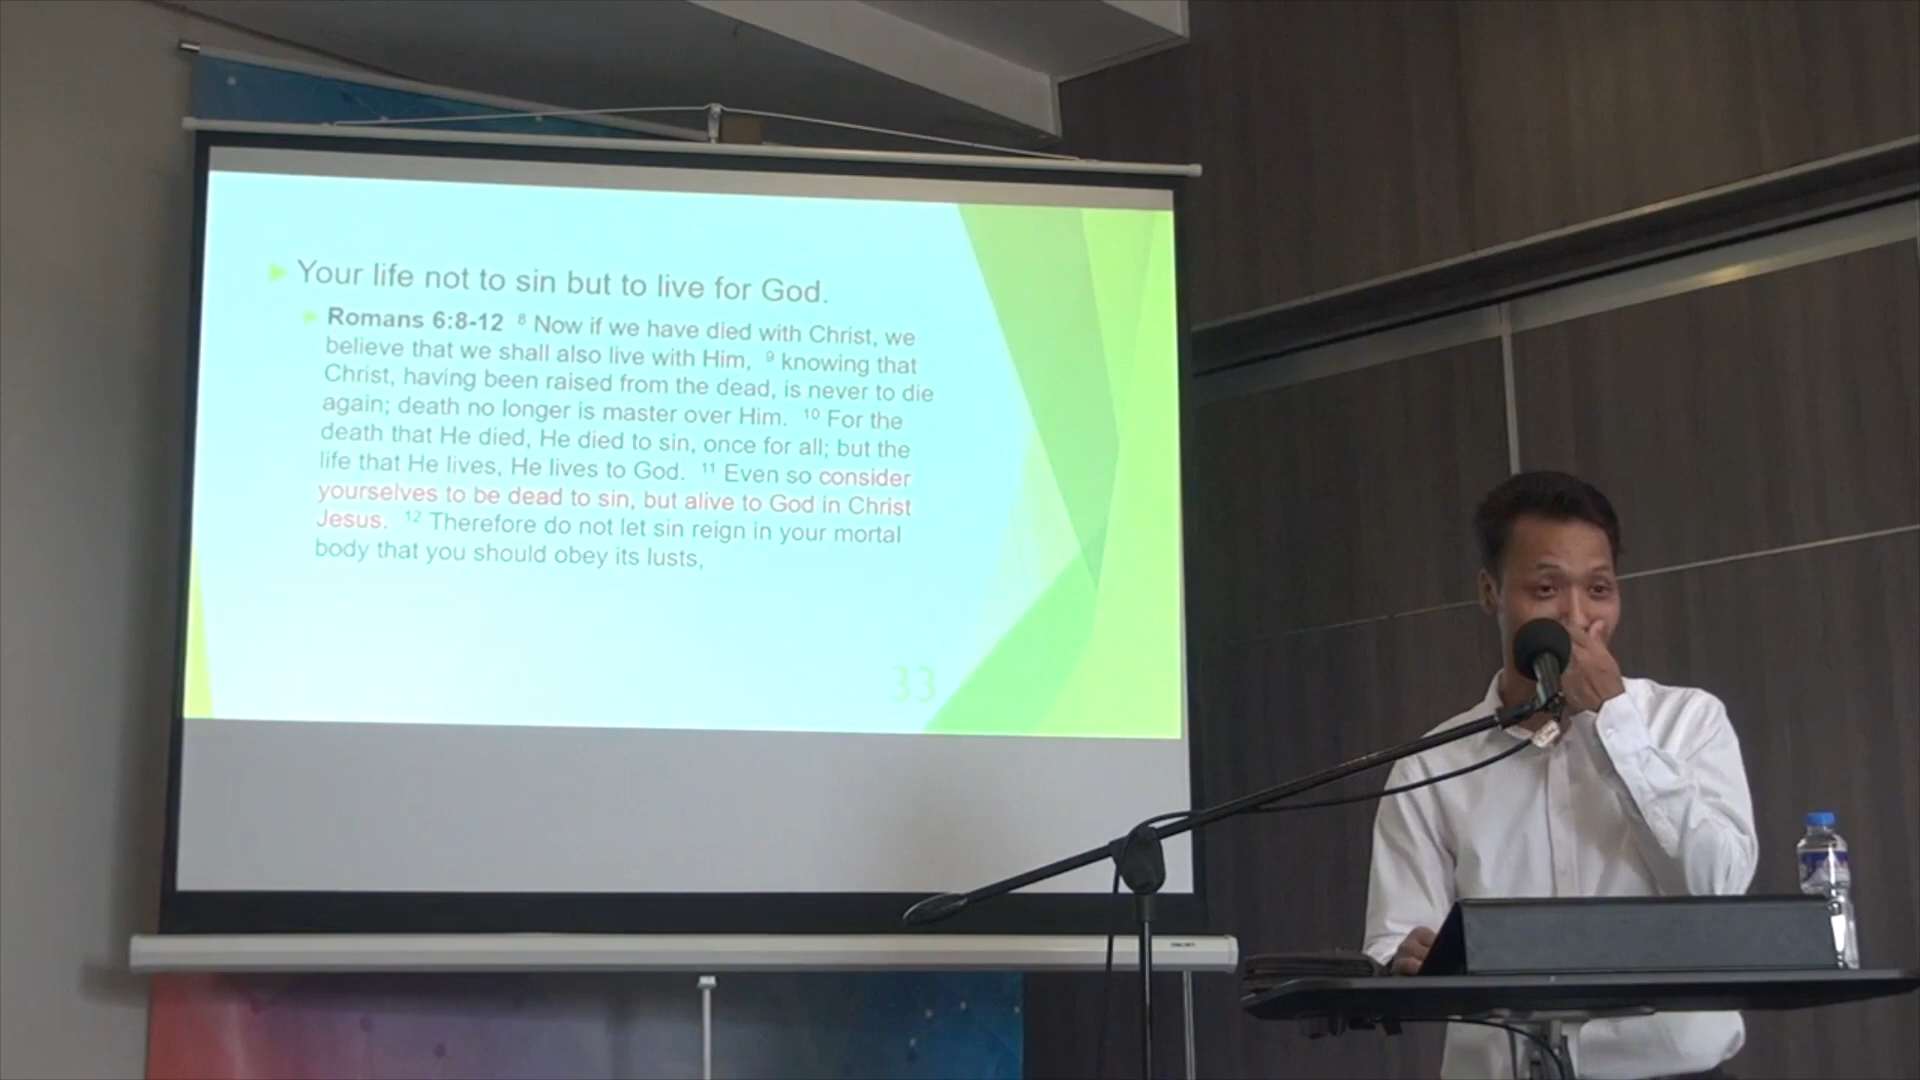 Your life not to sin but to live for God.
Romans 6:8-12 8 Now if we have died with Christ, we
believe that we shall also live with Him, 9 knowing that
Christ, having been raised from the dead, is never to die
again; death no longer is master over Him. 10 For the
death that He died, He died to sin, once for all; but the
life that He lives, He lives to God. 11 Even so consider
yourselves to be dead to sin, but alive to God in Christ
Jesus. 12 Therefore do not let sin reign in your mortal
body that you should obey its lusts,
33